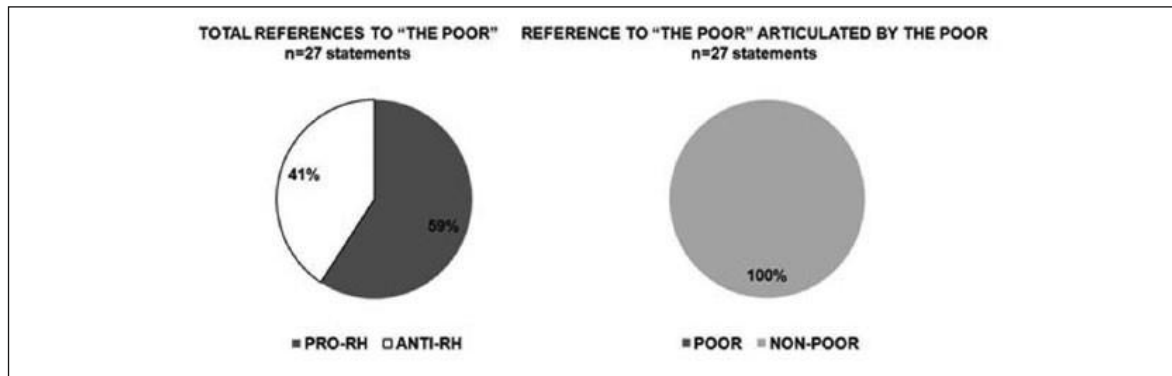 TOTAL REFERENCES TO "THE POOR"
n=27 statements
41%
59%
■ PRO-RH □ ANTI-RH
REFERENCE TO "THE POOR" ARTICULATED BY THE POOR
n=27 statements
100%
■ POOR ■ NON-POOR